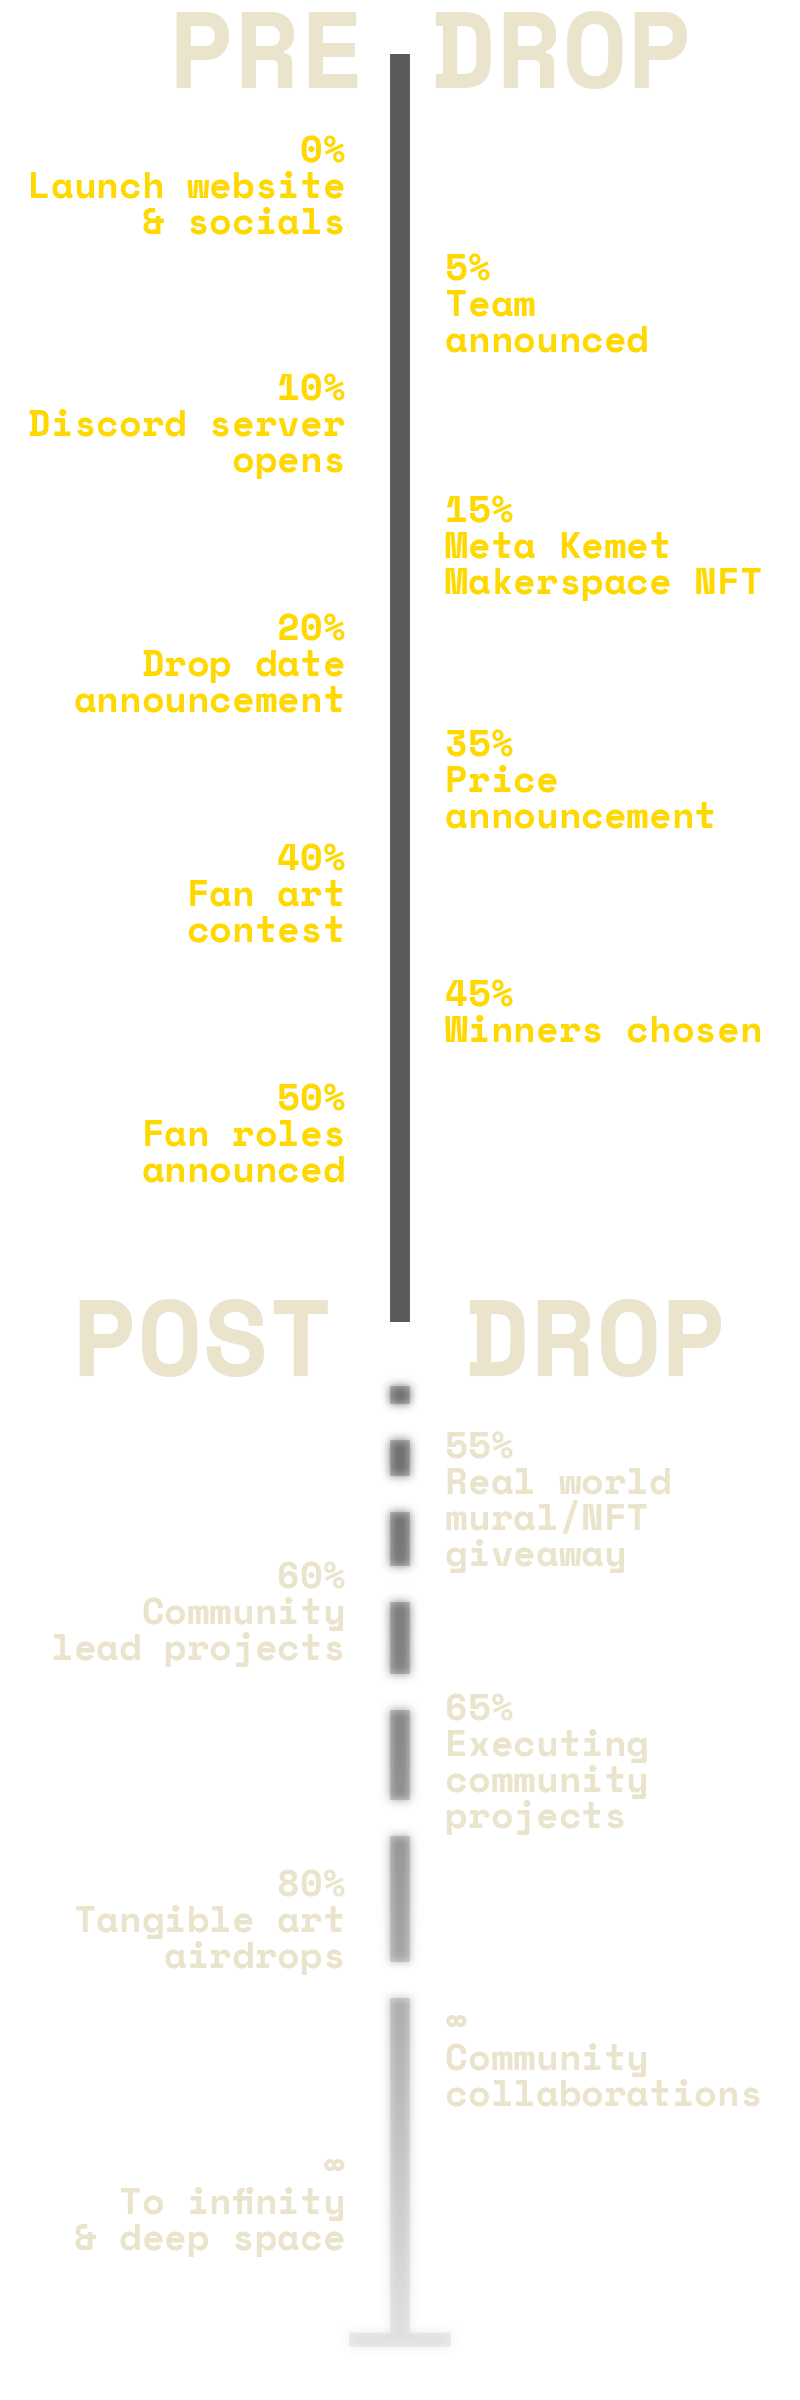 PRE DROP
0%
Launch website
& socials
5%
Team
announced
10%
Discord server
opens
15%
Meta Kemet
Makerspace NFT
20%
Drop date
announcement
35%
Price
announcement
40%
Fan art
contest
45%
Winners chosen
50%
Fan roles
announced
POST DROP
55%
Real world
mural/NFT
giveaway
60%
Community
lead projects
65%
Executing
community
projects
80%
Tangible art
airdrops
∞
Community
collaborations
∞
To infinity
& deep space